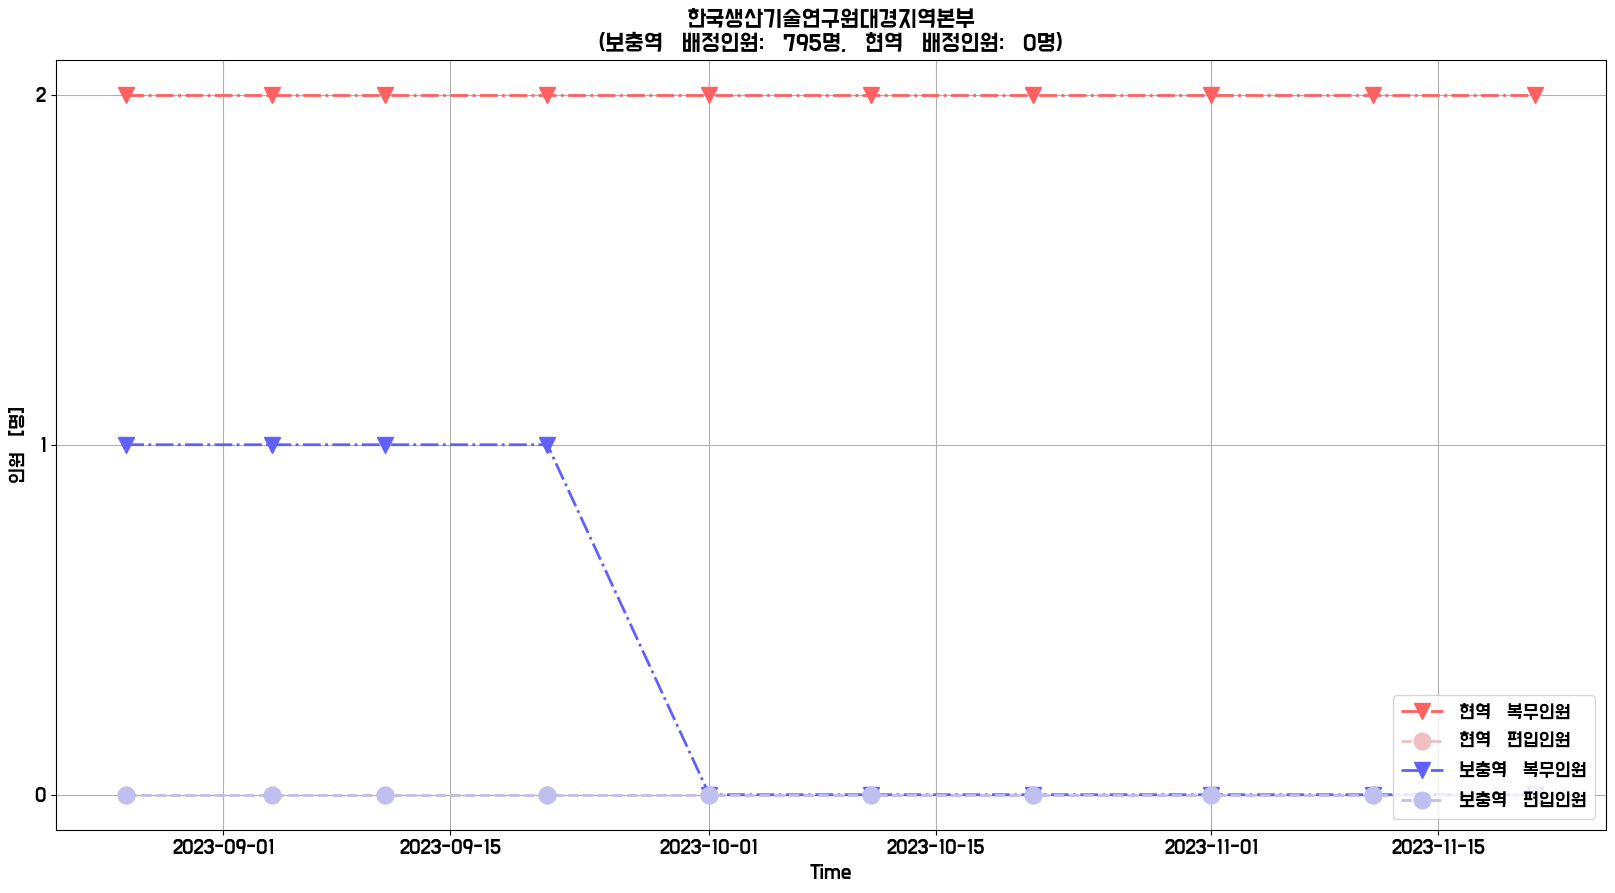 한국생산기술연구원대경지역본부
(보충역 배정인원: 795명, 현역 배정인원: 0명)
2
1
0
인원 [명]
2023-09-01
2023-09-15
2023-10-01
2023-10-15
2023-11-01
2023-11-15
Time
현역 복무인원
현역 편입인원
보충역 복무인원
보충역 편입인원